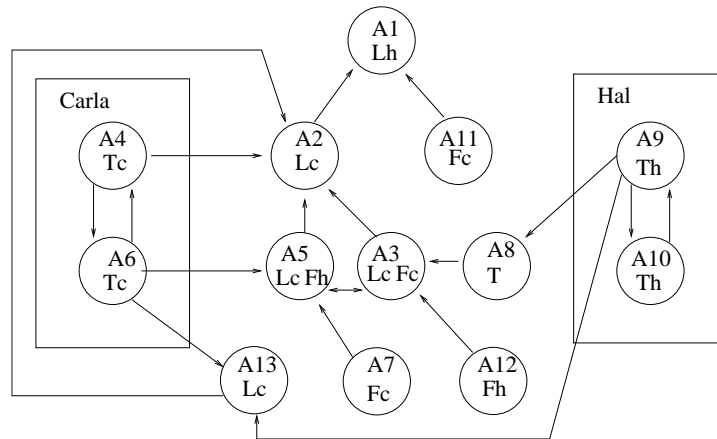 A1
Lh
Carla
Hal
A4
Tc
A2
Lc
A11
Fc
A9
Th
A6
Tc
A5
Lc Fh
A3
Lc Fc
A8
T
A10
Th
A13
Lc
A7
Fc
A12
Fh